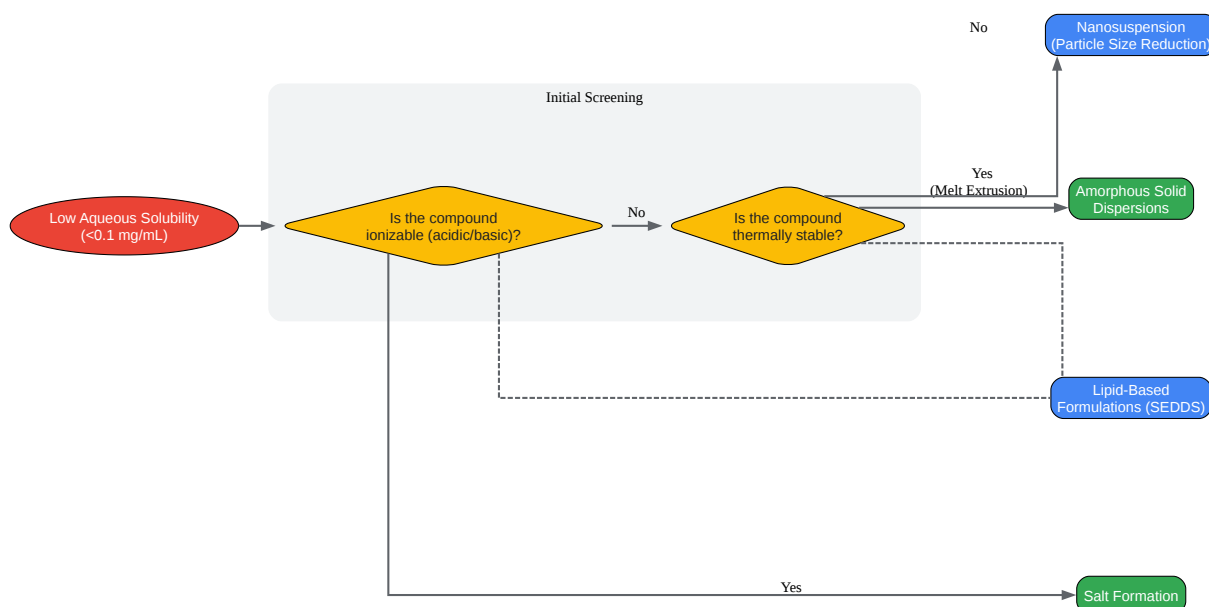 No
Nanosuspension
(Particle Size Reduction)
Initial Screening
Yes
(Melt Extrusion)
Amorphous Solid
Dispersions
Low Aqueous Solubility
(<0.1 mg/mL)
Is the compound
ionizable (acidic/basic)?
No
Is the compound
thermally stable?
Lipid-Based
Formulations (SEDDS)
Yes
Salt Formation